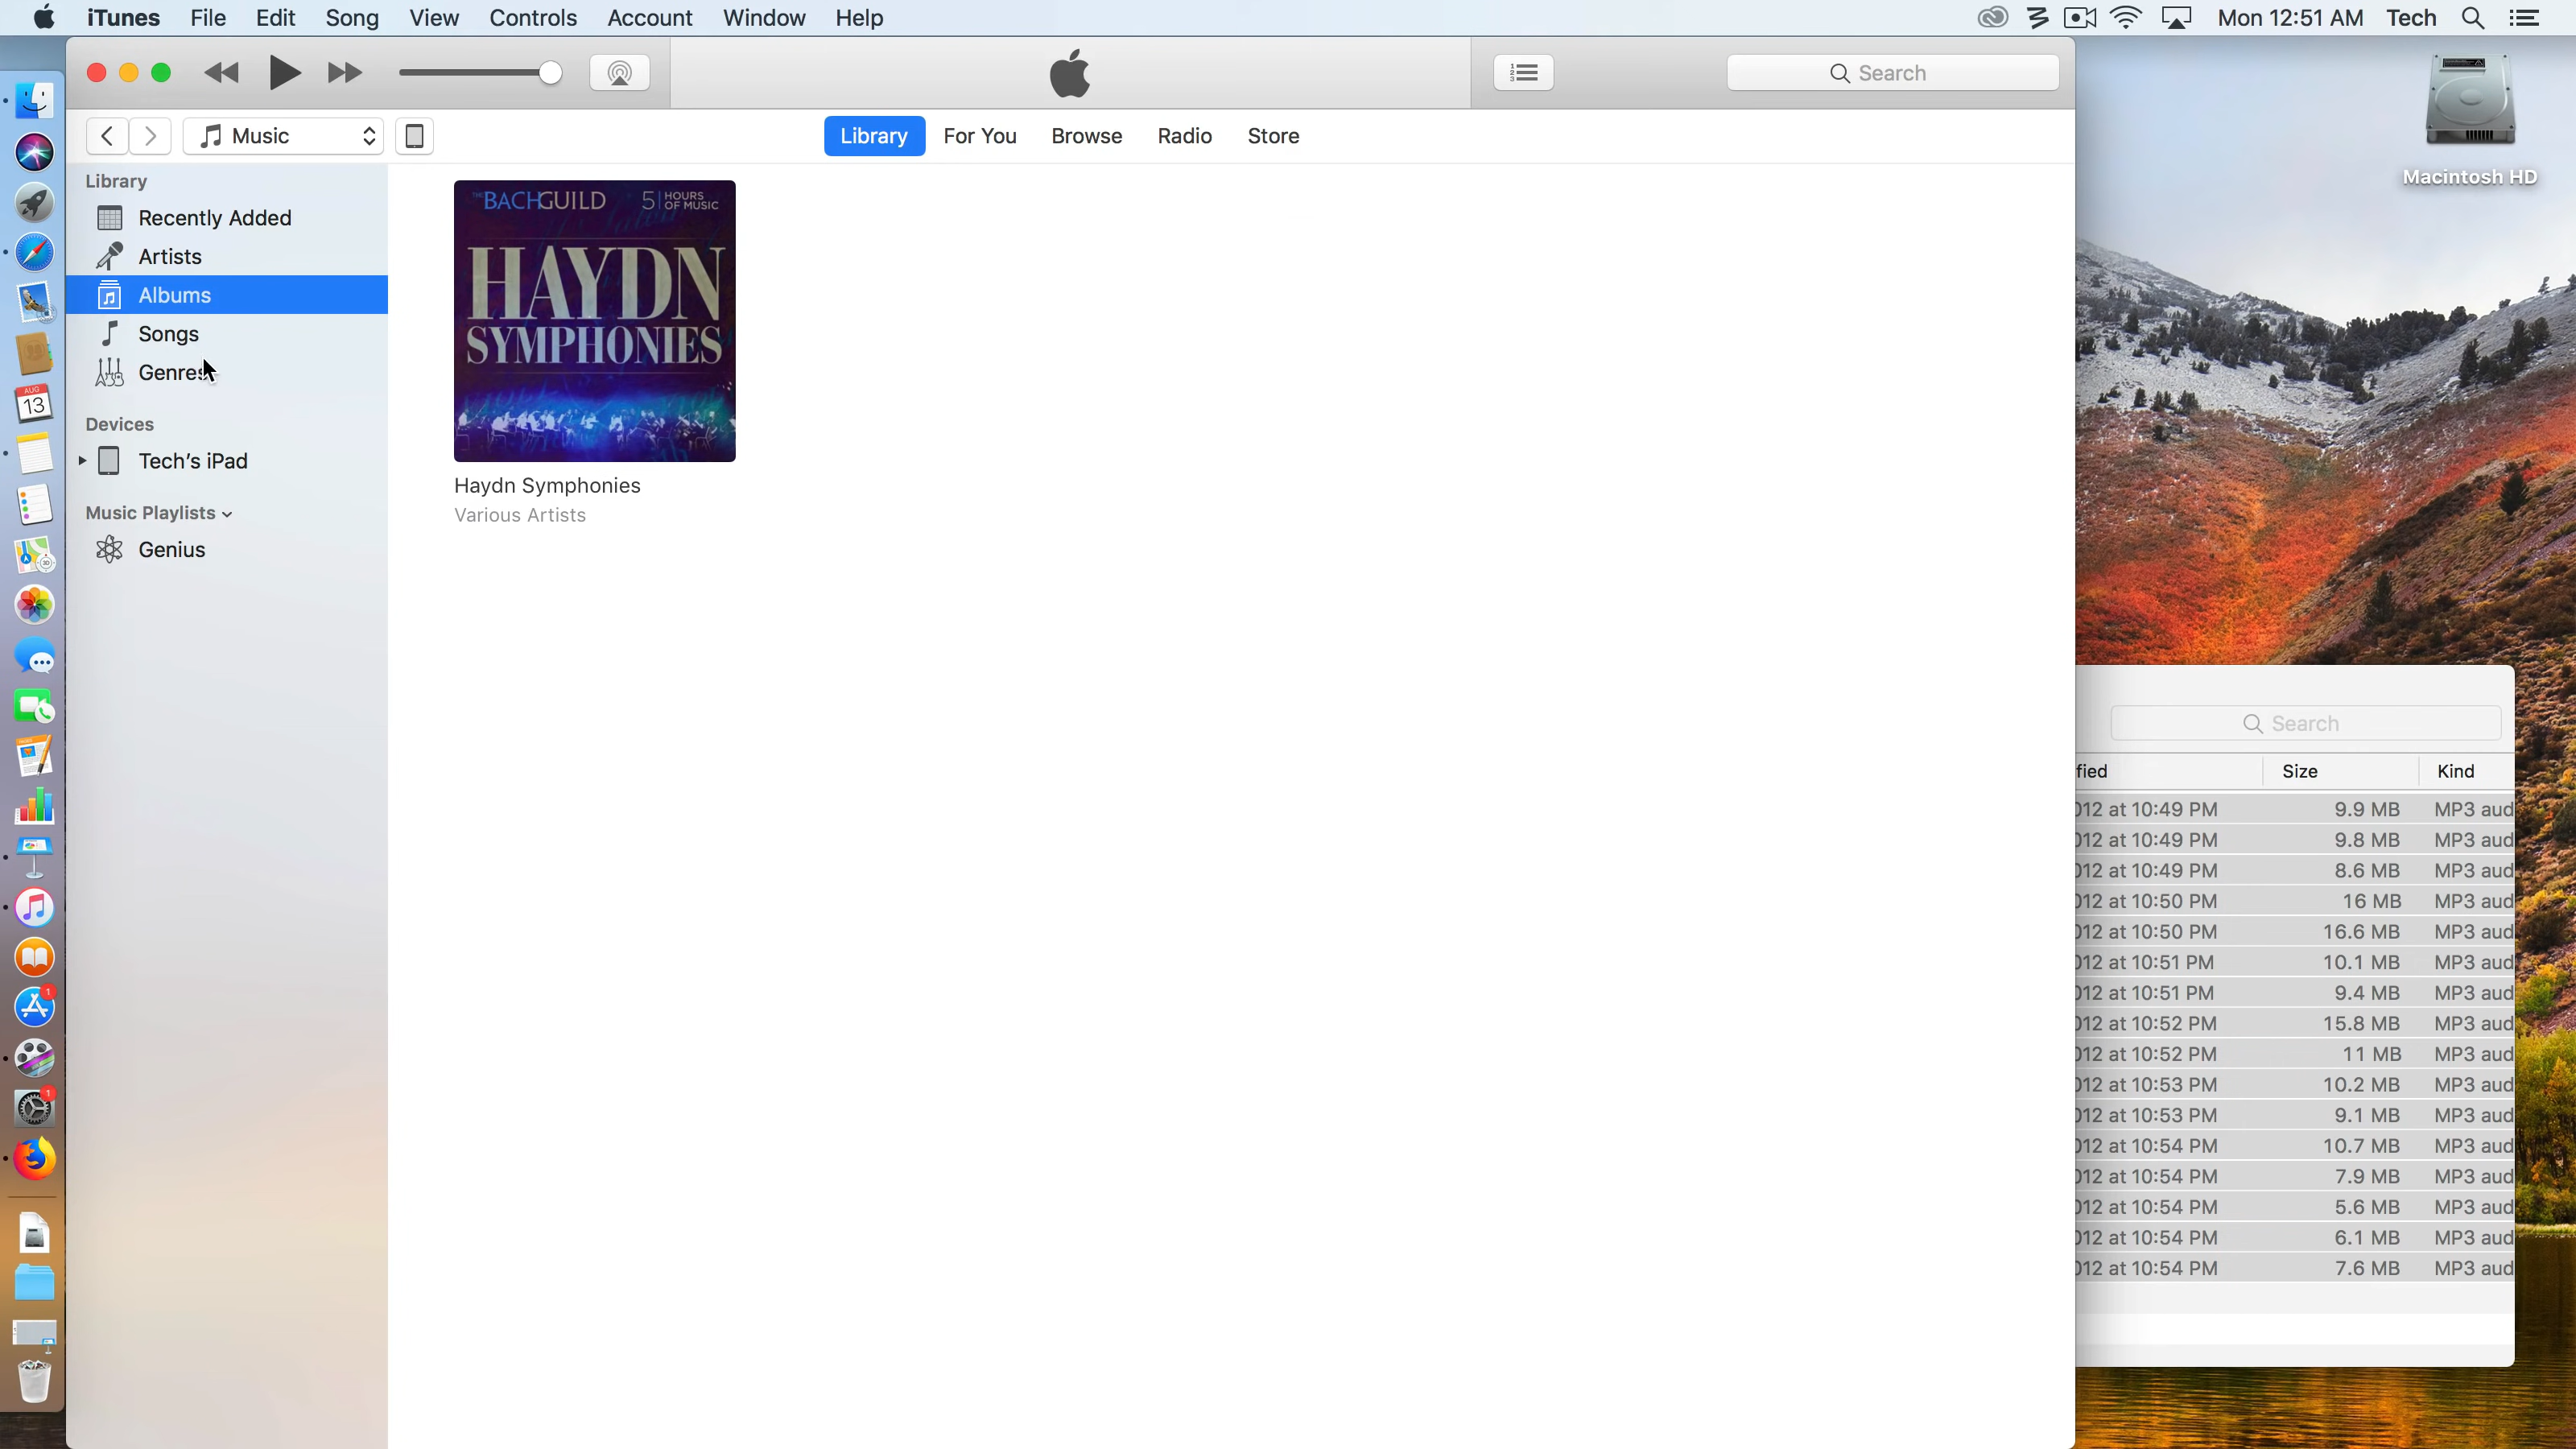 iTunes File Edit Song View Controls Account Window Help
Mon 12:51 AM Tech
Search
Macintosh HD
Music
Library For You Browse Radio Store
Library
Recently Added
Artists
Albums
Songs
Genres
Devices
Tech's iPad
Music Playlists
Genius
THE BACHGUILD 5 | HOURS OF MUSIC
HAYDN
SYMPHONIES
Haydn Symphonies
Various Artists
AUG
13
1
1
Search
fied Size Kind
012 at 10:49 PM 9.9 MB MP3 aud
012 at 10:49 PM 9.8 MB MP3 aud
012 at 10:49 PM 8.6 MB MP3 aud
012 at 10:50 PM 16 MB MP3 aud
012 at 10:50 PM 16.6 MB MP3 aud
012 at 10:51 PM 10.1 MB MP3 aud
012 at 10:51 PM 9.4 MB MP3 aud
012 at 10:52 PM 15.8 MB MP3 aud
012 at 10:52 PM 11 MB MP3 aud
012 at 10:53 PM 10.2 MB MP3 aud
012 at 10:53 PM 9.1 MB MP3 aud
012 at 10:54 PM 10.7 MB MP3 aud
012 at 10:54 PM 7.9 MB MP3 aud
012 at 10:54 PM 5.6 MB MP3 aud
012 at 10:54 PM 6.1 MB MP3 aud
012 at 10:54 PM 7.6 MB MP3 aud